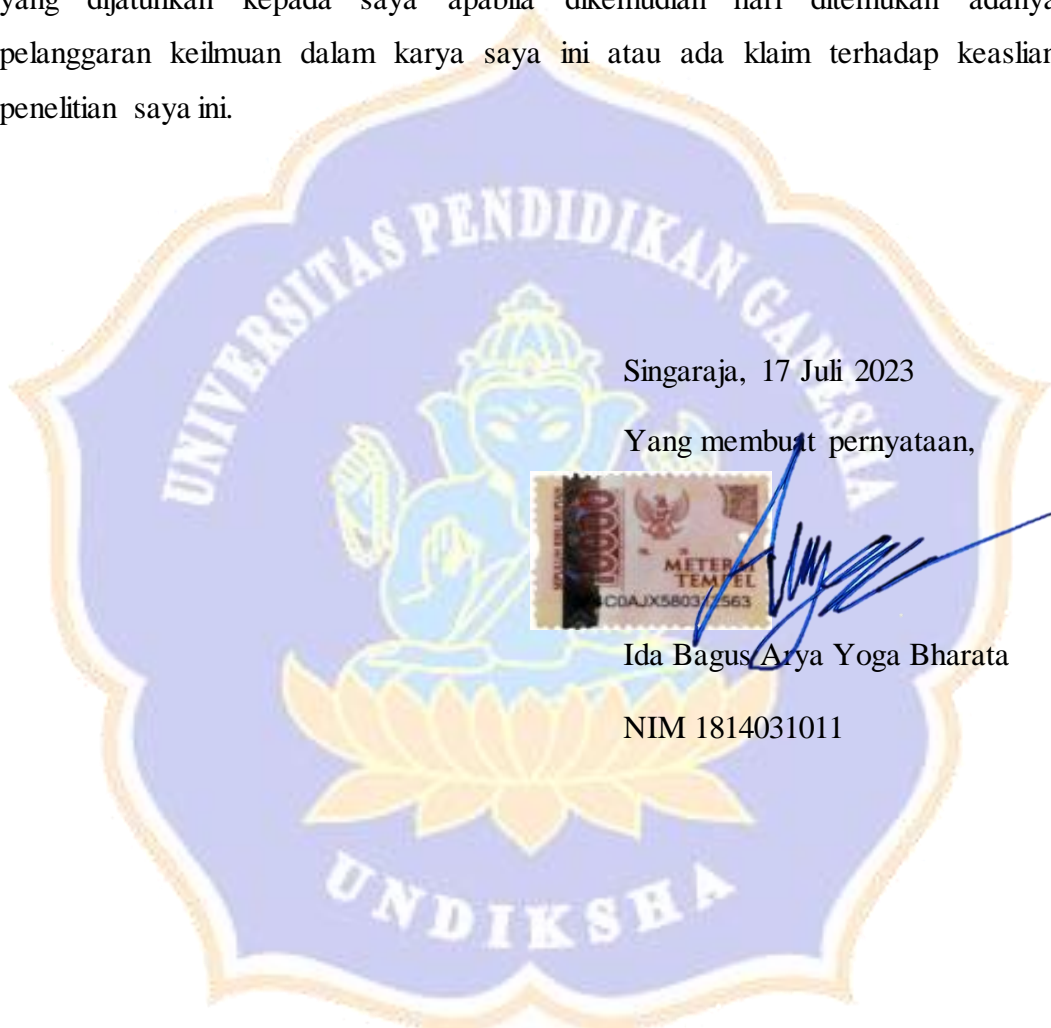 yang dijatuhkan kepada saya apabila dikemudian hari ditemukan adanya
pelanggaran keilmuan dalam karya saya ini atau ada klaim terhadap keaslian
penelitian saya ini.
UNIVERSITAS PENDIDIKAN GANESHA
Singaraja, 17 Juli 2023
Yang membuat pernyataan,
10000
METERAI
TEMPEL
Ida Bagus Arya Yoga Bharata
NIM 1814031011
UNDIKSHA